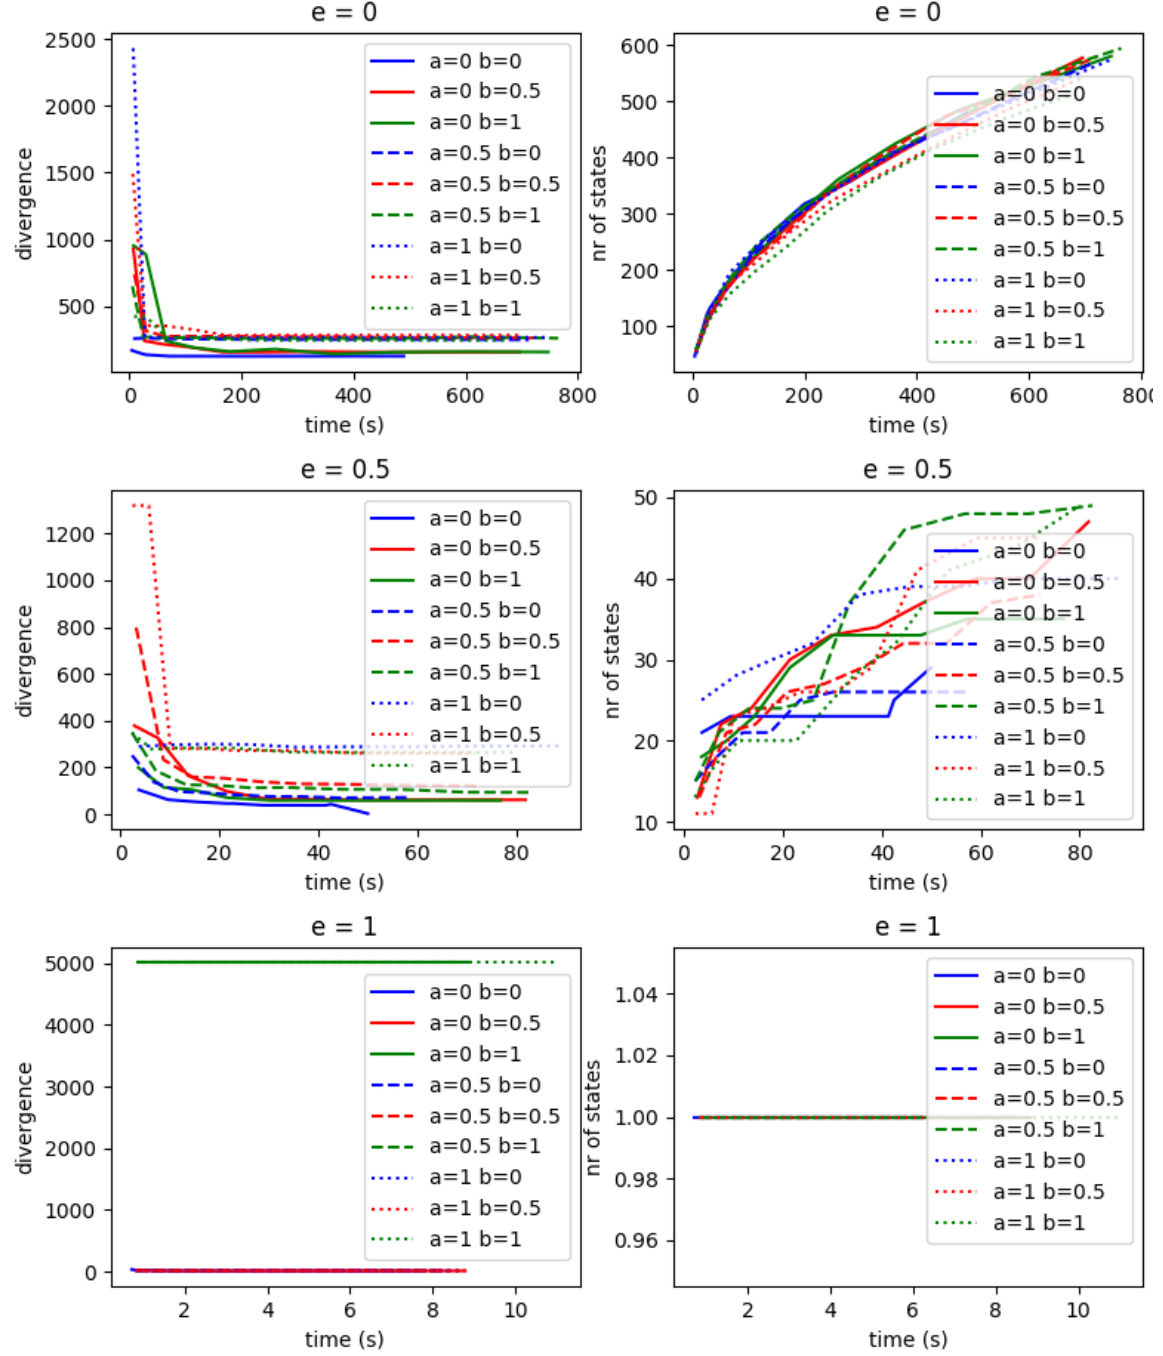 e = 0
divergence
2500
2000
1500
1000
500
0
200
400
600
800
time (s)
a=0 b=0
a=0 b=0.5
a=0 b=1
a=0.5 b=0
a=0.5 b=0.5
a=0.5 b=1
a=1 b=0
a=1 b=0.5
a=1 b=1
e = 0
nr of states
600
500
400
300
200
100
0
200
400
600
800
time (s)
a=0 b=0
a=0 b=0.5
a=0 b=1
a=0.5 b=0
a=0.5 b=0.5
a=0.5 b=1
a=1 b=0
a=1 b=0.5
a=1 b=1
e = 0.5
divergence
1200
1000
800
600
400
200
0
0
20
40
60
80
time (s)
a=0 b=0
a=0 b=0.5
a=0 b=1
a=0.5 b=0
a=0.5 b=0.5
a=0.5 b=1
a=1 b=0
a=1 b=0.5
a=1 b=1
e = 0.5
nr of states
50
40
30
20
10
0
20
40
60
80
time (s)
a=0 b=0
a=0 b=0.5
a=0 b=1
a=0.5 b=0
a=0.5 b=0.5
a=0.5 b=1
a=1 b=0
a=1 b=0.5
a=1 b=1
e = 1
divergence
5000
4000
3000
2000
1000
0
2
4
6
8
10
time (s)
a=0 b=0
a=0 b=0.5
a=0 b=1
a=0.5 b=0
a=0.5 b=0.5
a=0.5 b=1
a=1 b=0
a=1 b=0.5
a=1 b=1
e = 1
nr of states
1.04
1.02
1.00
0.98
0.96
2
4
6
8
10
time (s)
a=0 b=0
a=0 b=0.5
a=0 b=1
a=0.5 b=0
a=0.5 b=0.5
a=0.5 b=1
a=1 b=0
a=1 b=0.5
a=1 b=1